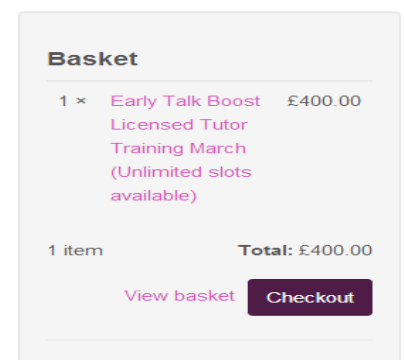 Basket
1 × Early Talk Boost £400.00
Licensed Tutor
Training March
(Unlimited slots
available)
1 item Total: £400.00
View basket Checkout